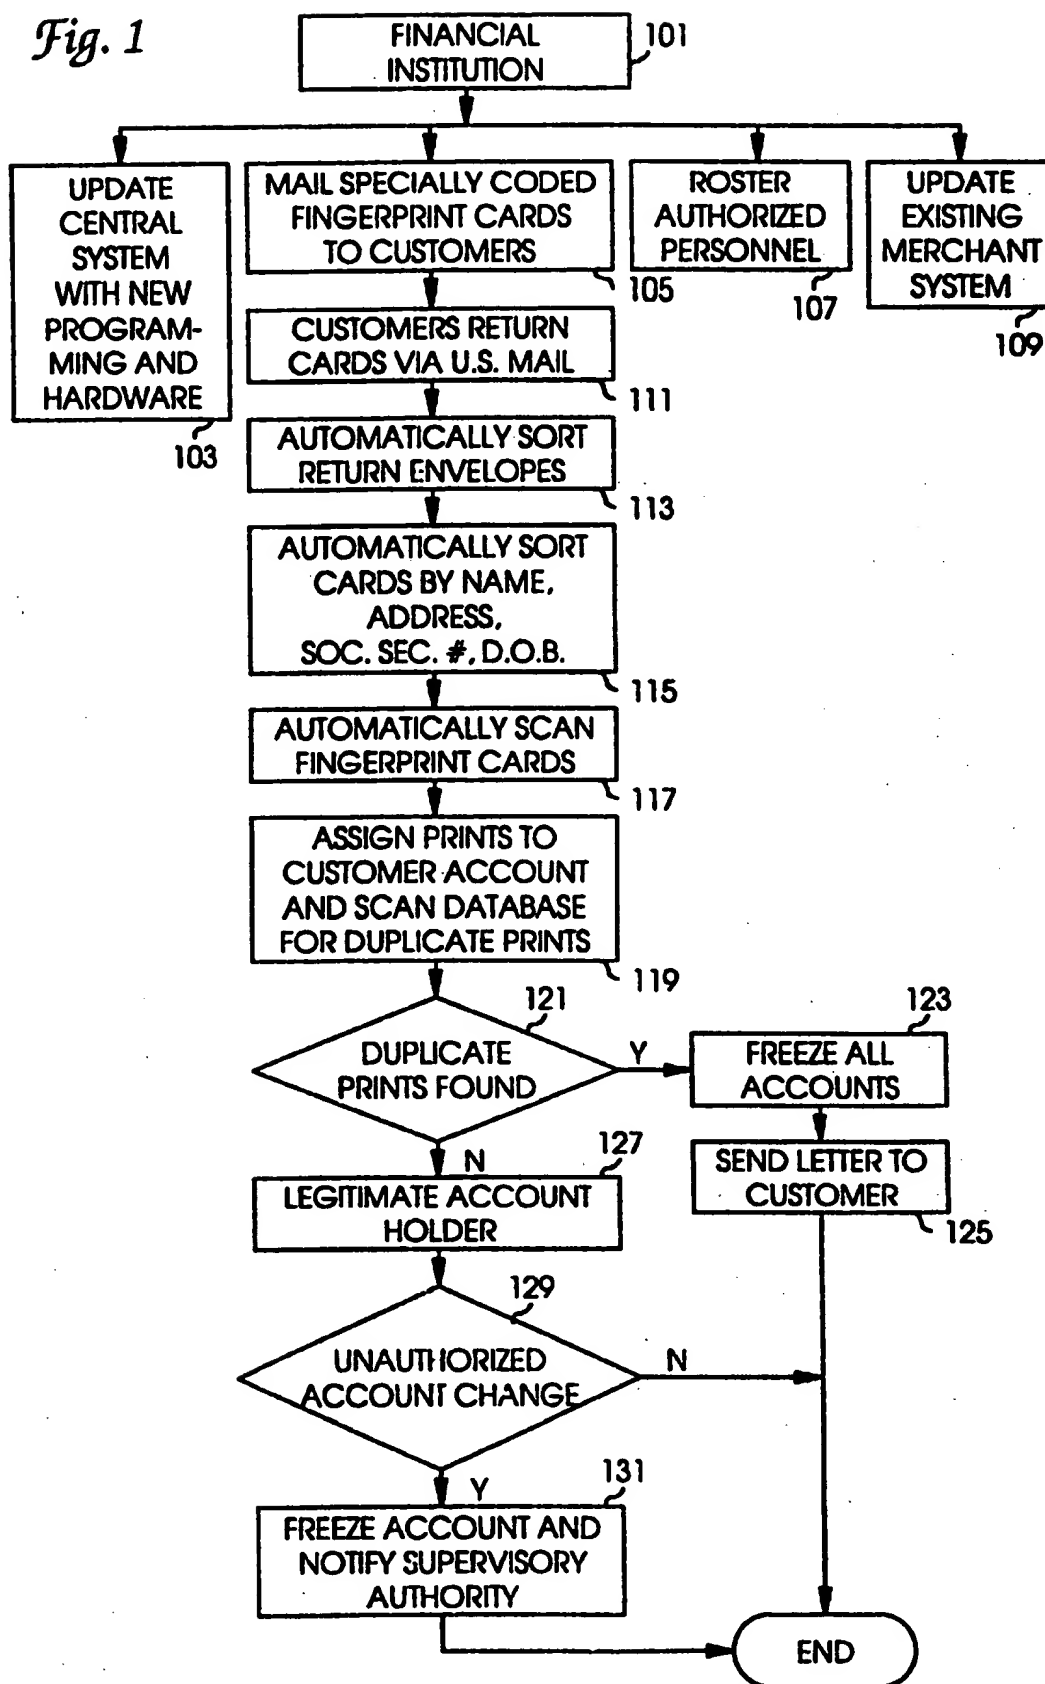 Fig. 1
FINANCIAL
INSTITUTION
101
UPDATE
CENTRAL
SYSTEM
WITH NEW
PROGRAM-
MING AND
HARDWARE
103
MAIL SPECIALLY CODED
FINGERPRINT CARDS
TO CUSTOMERS
105
ROSTER
AUTHORIZED
PERSONNEL
107
UPDATE
EXISTING
MERCHANT
SYSTEM
109
CUSTOMERS RETURN
CARDS VIA U.S. MAIL
111
AUTOMATICALLY SORT
RETURN ENVELOPES
113
AUTOMATICALLY SORT
CARDS BY NAME,
ADDRESS,
SOC. SEC. #, D.O.B.
115
AUTOMATICALLY SCAN
FINGERPRINT CARDS
117
ASSIGN PRINTS TO
CUSTOMER ACCOUNT
AND SCAN DATABASE
FOR DUPLICATE PRINTS
119
121
DUPLICATE
PRINTS FOUND
Y
123
FREEZE ALL
ACCOUNTS
SEND LETTER TO
CUSTOMER
125
N
127
LEGITIMATE ACCOUNT
HOLDER
129
UNAUTHORIZED
ACCOUNT CHANGE
N
Y
131
FREEZE ACCOUNT AND
NOTIFY SUPERVISORY
AUTHORITY
END